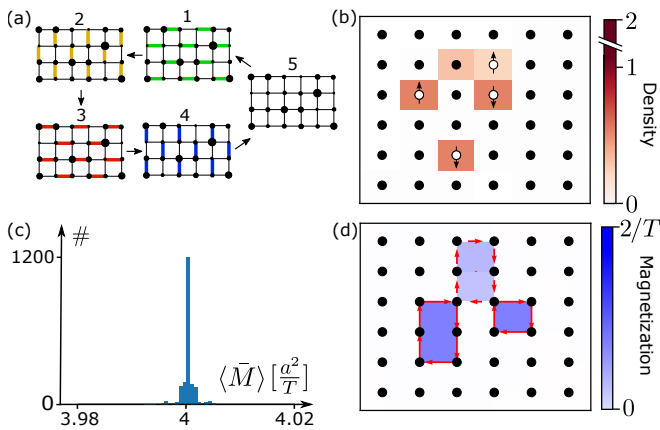 (a)
2
1
5
3
4
(b)
2
1
0
Density
(c)
#
1200
0
3.98
4
4.02
⟨M̄⟩[a²/T]
(d)
2/T
0
Magnetization